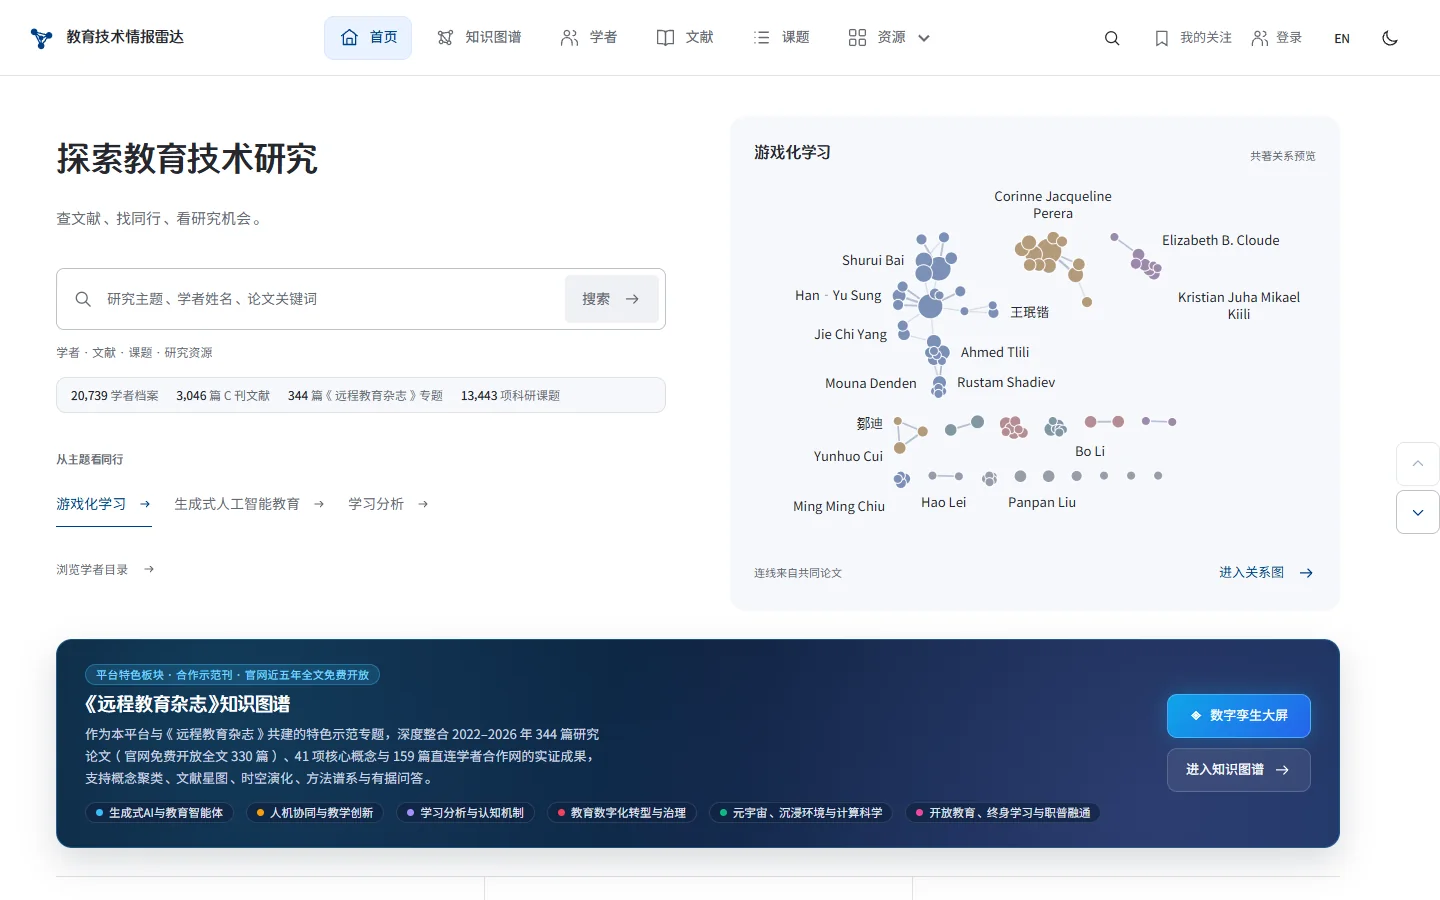 教育技术情报雷达
首页
知识图谱
学者
文献
课题
资源
我的关注
登录
EN
探索教育技术研究
查文献、找同行、看研究机会。
研究主题、学者姓名、论文关键词
搜索
学者 · 文献 · 课题 · 研究资源
20,739 学者档案
3,046 篇 C 刊文献
344 篇《远程教育杂志》专题
13,443 项科研课题
从主题看同行
游戏化学习
生成式人工智能教育
学习分析
浏览学者目录
游戏化学习
共著关系预览
Corinne Jacqueline
Perera
Elizabeth B. Cloude
Shurui Bai
Han‐Yu Sung
Kristian Juha Mikael
Kiili
王珉锴
Jie Chi Yang
Ahmed Tlili
Mouna Denden
Rustam Shadiev
鄒迪
Yunhuo Cui
Bo Li
Ming Ming Chiu
Hao Lei
Panpan Liu
连线来自共同论文
进入关系图
平台特色板块 · 合作示范刊 · 官网近五年全文免费开放
《远程教育杂志》知识图谱
作为本平台与《远程教育杂志》共建的特色示范专题，深度整合 2022–2026 年 344 篇研究
论文（官网免费开放全文 330 篇）、41 项核心概念与 159 篇直连学者合作网的实证成果，
支持概念聚类、文献星图、时空演化、方法谱系与有据问答。
数字孪生大屏
进入知识图谱
生成式AI与教育智能体
人机协同与教学创新
学习分析与认知机制
教育数字化转型与治理
元宇宙、沉浸环境与计算科学
开放教育、终身学习与职普融通